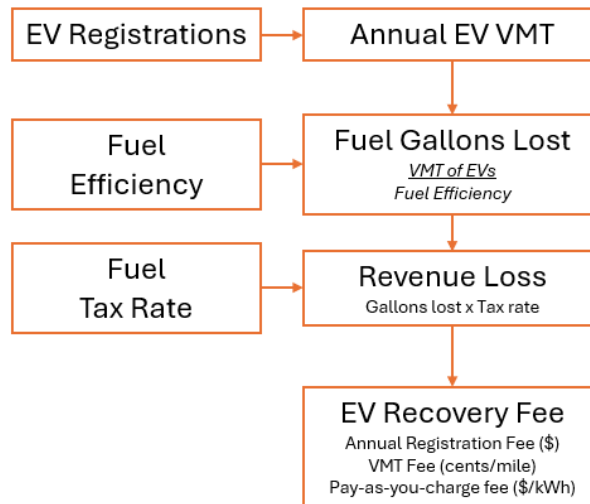 EV Registrations
Annual EV VMT
Fuel
Efficiency
Fuel Gallons Lost
VMT of EVs
Fuel Efficiency
Fuel
Tax Rate
Revenue Loss
Gallons lost x Tax rate
EV Recovery Fee
Annual Registration Fee ($)
VMT Fee (cents/mile)
Pay-as-you-charge fee ($/kWh)